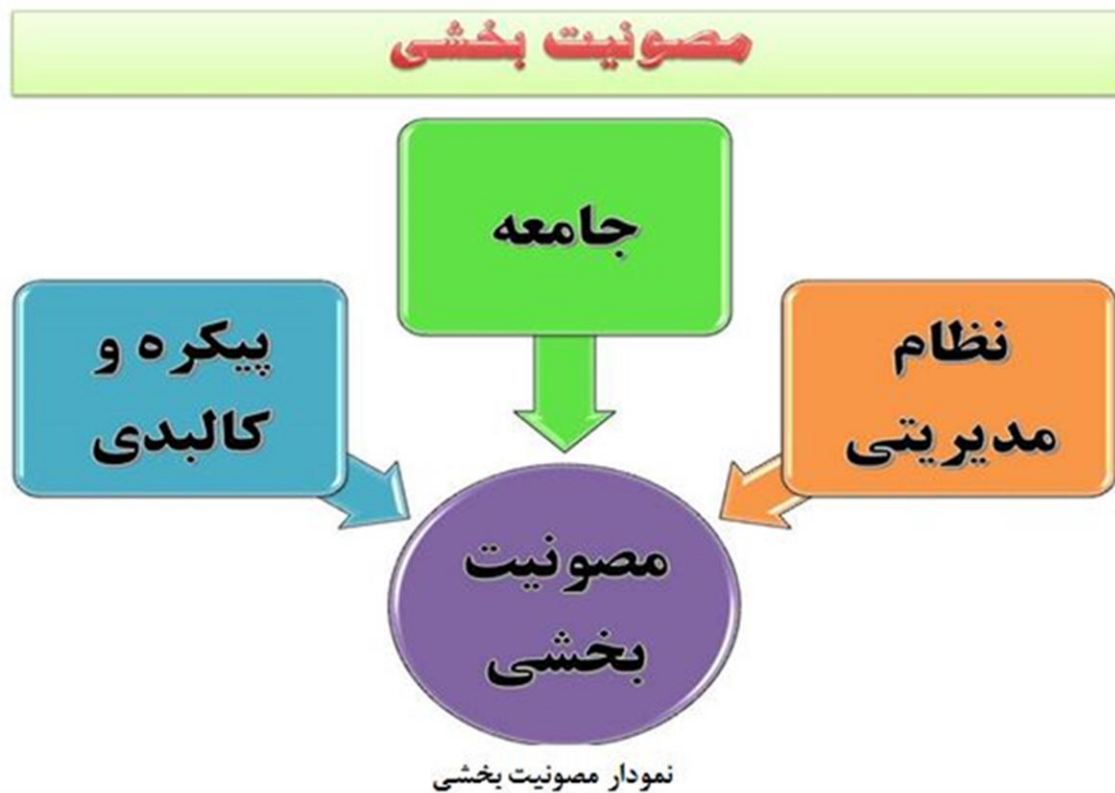 مصونیت بخشی
جامعه
نظام
مدیریتی
پیکره و
کالبدی
مصونیت
بخشی
نمودار مصونیت بخشی